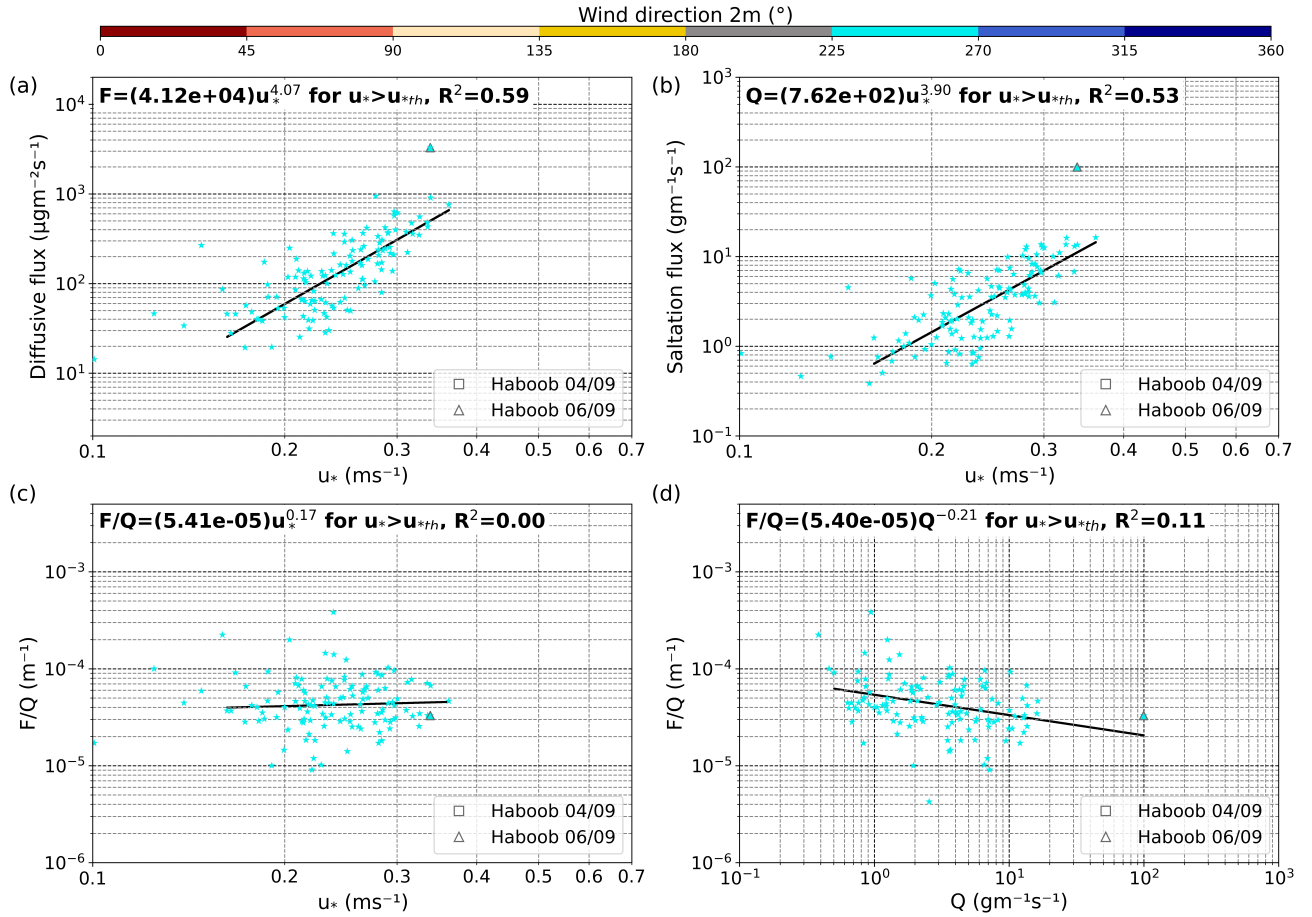 Wind direction 2m (°)
0 45 90 135 180 225 270 315 360
(a)
F=(4.12e+04)u*^4.07 for u*>u*th, R²=0.59
Diffusive flux (μgm⁻²s⁻¹)
10⁴
10³
10²
10¹
Haboob 04/09
Haboob 06/09
0.1 0.2 0.3 0.4 0.5 0.6 0.7
u* (ms⁻¹)
(b)
Q=(7.62e+02)u*^3.90 for u*>u*th, R²=0.53
Saltation flux (gm⁻¹s⁻¹)
10³
10²
10¹
10⁰
10⁻¹
Haboob 04/09
Haboob 06/09
0.1 0.2 0.3 0.4 0.5 0.6 0.7
u* (ms⁻¹)
(c)
F/Q=(5.41e-05)u*^0.17 for u*>u*th, R²=0.00
F/Q (m⁻¹)
10⁻³
10⁻⁴
10⁻⁵
10⁻⁶
Haboob 04/09
Haboob 06/09
0.1 0.2 0.3 0.4 0.5 0.6 0.7
u* (ms⁻¹)
(d)
F/Q=(5.40e-05)Q^−0.21 for u*>u*th, R²=0.11
F/Q (m⁻¹)
10⁻³
10⁻⁴
10⁻⁵
10⁻⁶
Haboob 04/09
Haboob 06/09
10⁻¹ 10⁰ 10¹ 10² 10³
Q (gm⁻¹s⁻¹)